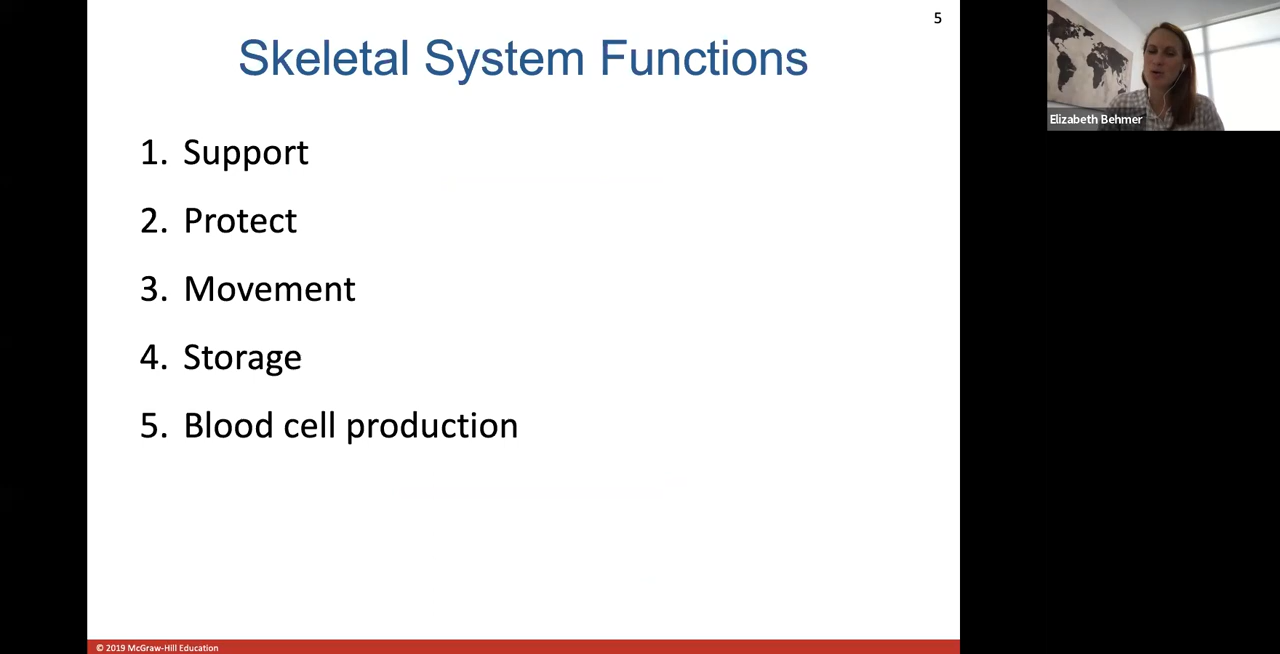 5
Skeletal System Functions
1. Support
2. Protect
3. Movement
4. Storage
5. Blood cell production
© 2019 McGraw-Hill Education
Elizabeth Behmer